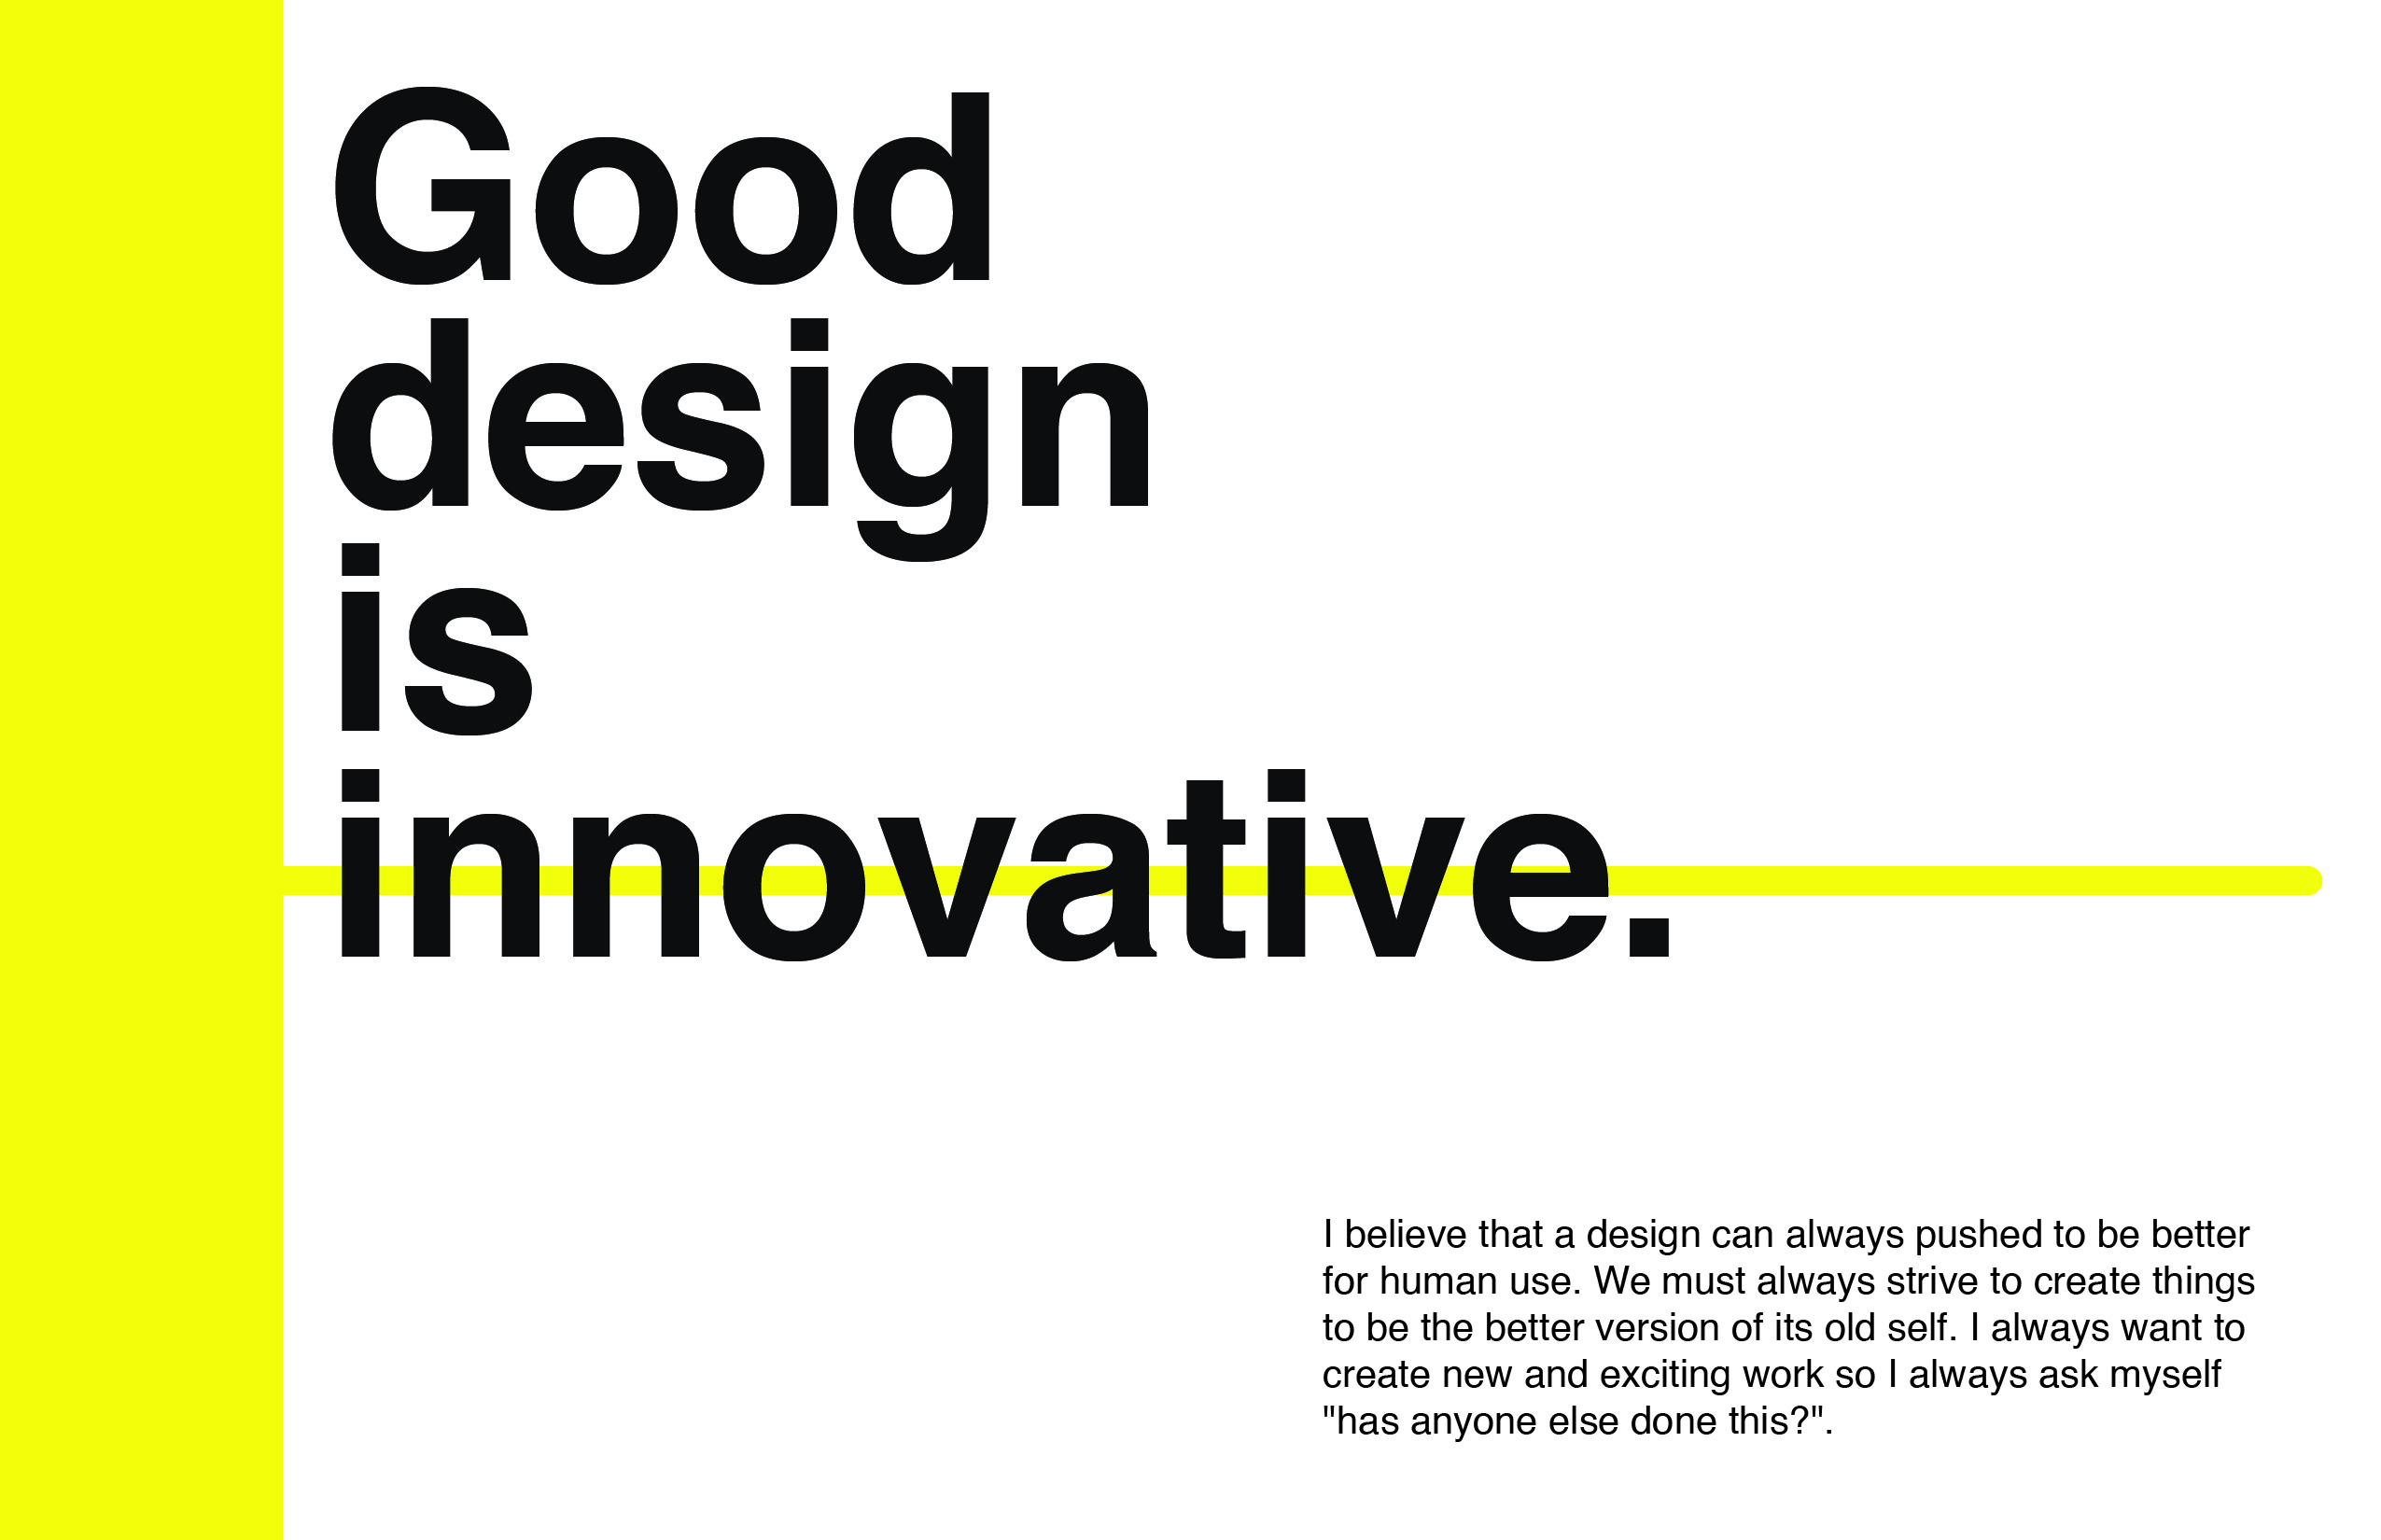 Good
design
is
innovative.
I believe that a design can always pushed to be better
for human use. We must always strive to create things
to be the better version of its old self. I always want to
create new and exciting work so I always ask myself
"has anyone else done this?".